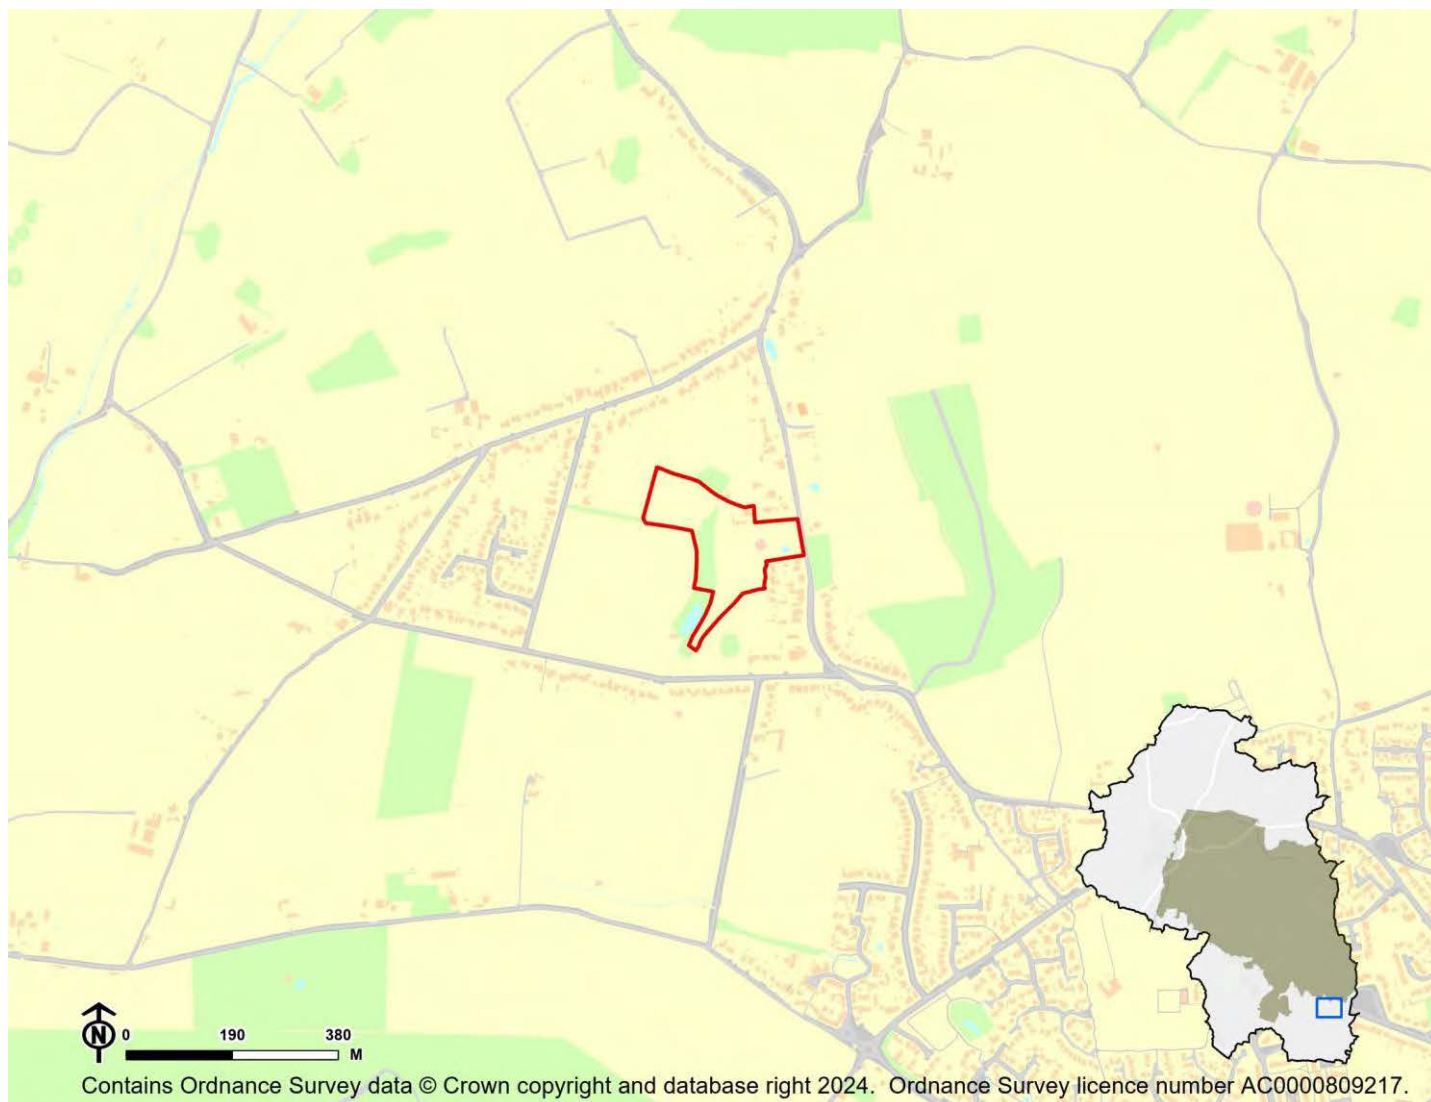 N
0 190 380
M
Contains Ordnance Survey data © Crown copyright and database right 2024. Ordnance Survey licence number AC0000809217.